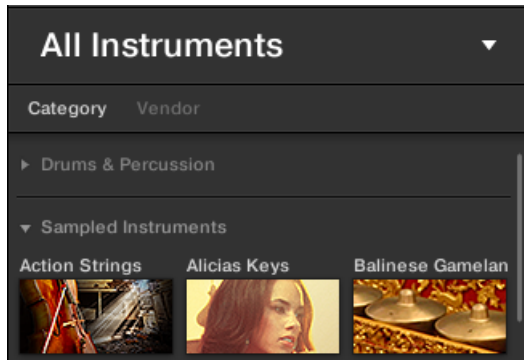 All Instruments
Category Vendor
Drums & Percussion
Sampled Instruments
Action Strings Alicias Keys Balinese Gamelan